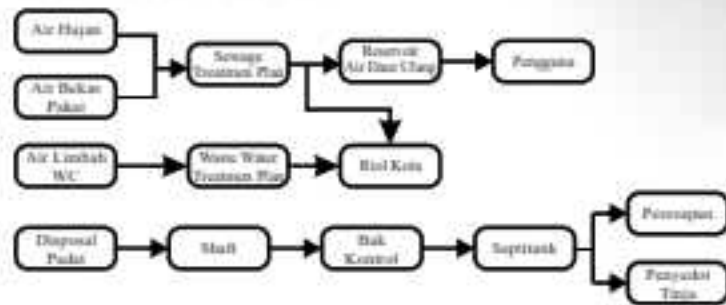 Air Hujan
Sewage
Treatment Plan
Reservoir
Air Daur Ulang
Pengguna
Air Bekas
Pakai
Air Limbah
WC
Waste Water
Treatment Plan
Riol Kota
Disposal
Padat
Shaft
Bak
Kontrol
Septitank
Peresapan
Penyedot
Tinja